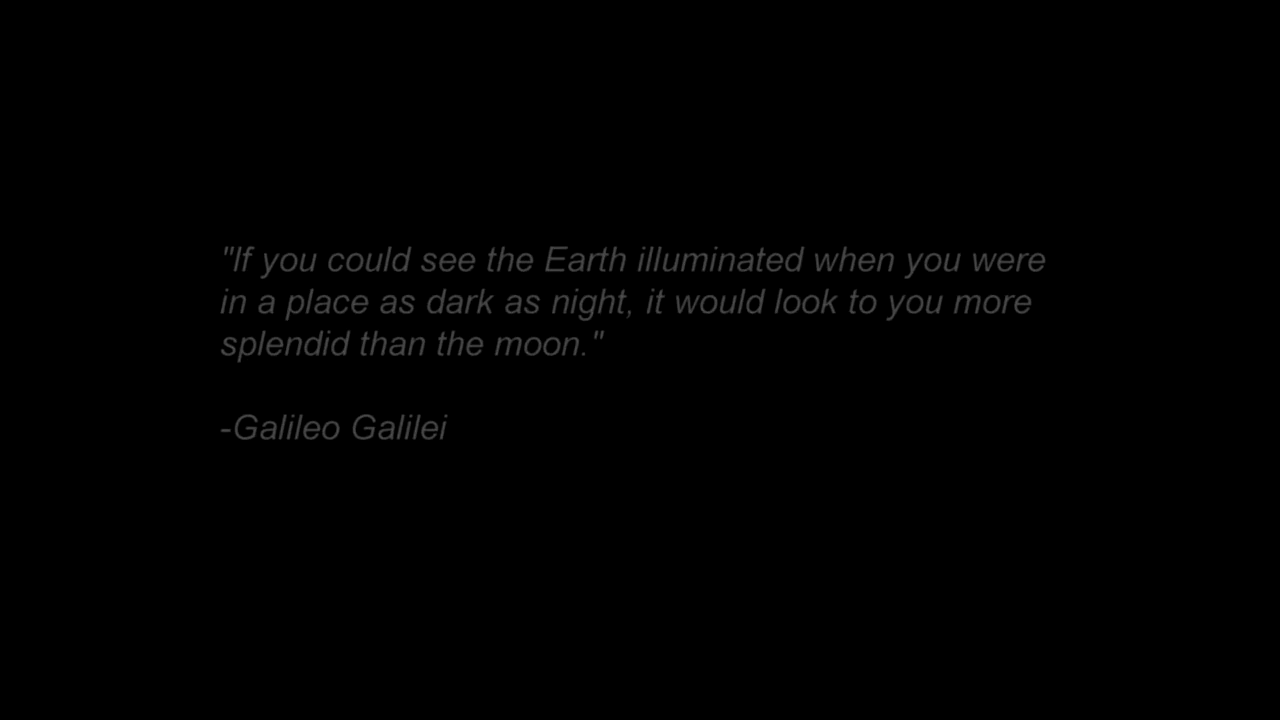 "If you could see the Earth illuminated when you were
in a place as dark as night, it would look to you more
splendid than the moon."
-Galileo Galilei